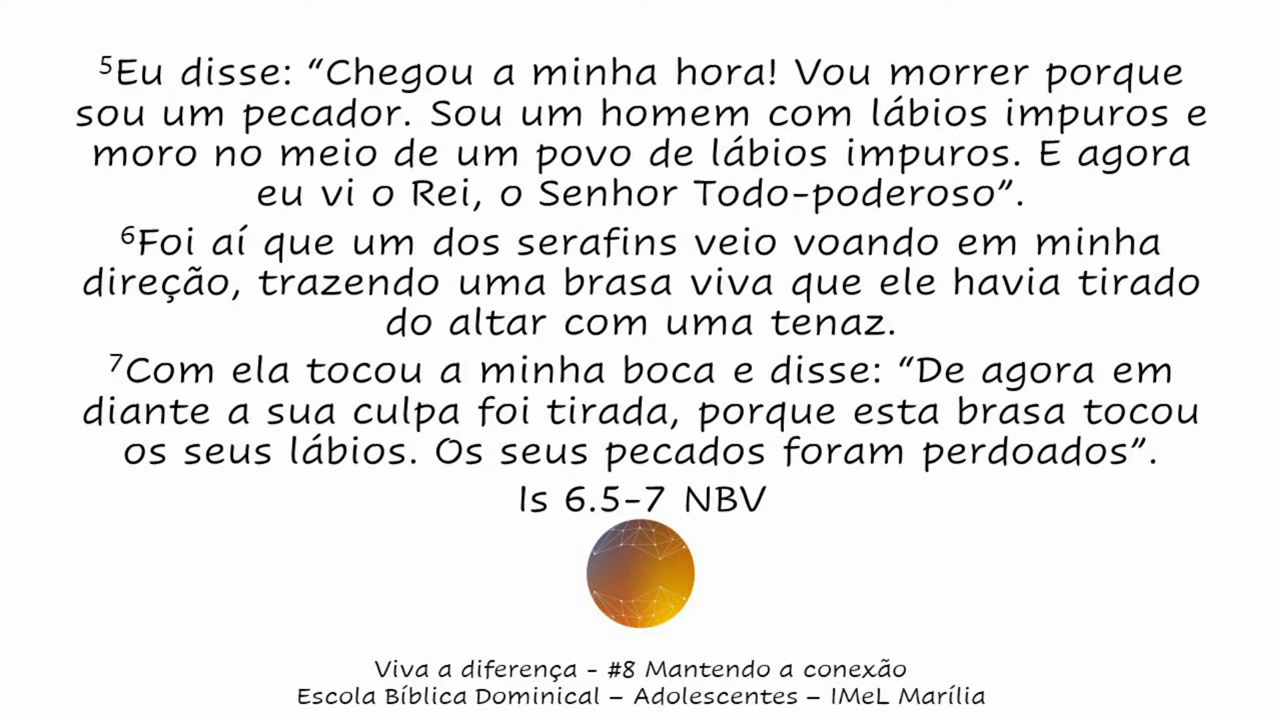 ⁵Eu disse: “Chegou a minha hora! Vou morrer porque
sou um pecador. Sou um homem com lábios impuros e
moro no meio de um povo de lábios impuros. E agora
eu vi o Rei, o Senhor Todo-poderoso”.
⁶Foi aí que um dos serafins veio voando em minha
direção, trazendo uma brasa viva que ele havia tirado
do altar com uma tenaz.
⁷Com ela tocou a minha boca e disse: “De agora em
diante a sua culpa foi tirada, porque esta brasa tocou
os seus lábios. Os seus pecados foram perdoados”.
Is 6.5-7 NBV
Viva a diferença - #8 Mantendo a conexão
Escola Bíblica Dominical – Adolescentes – IMeL Marília